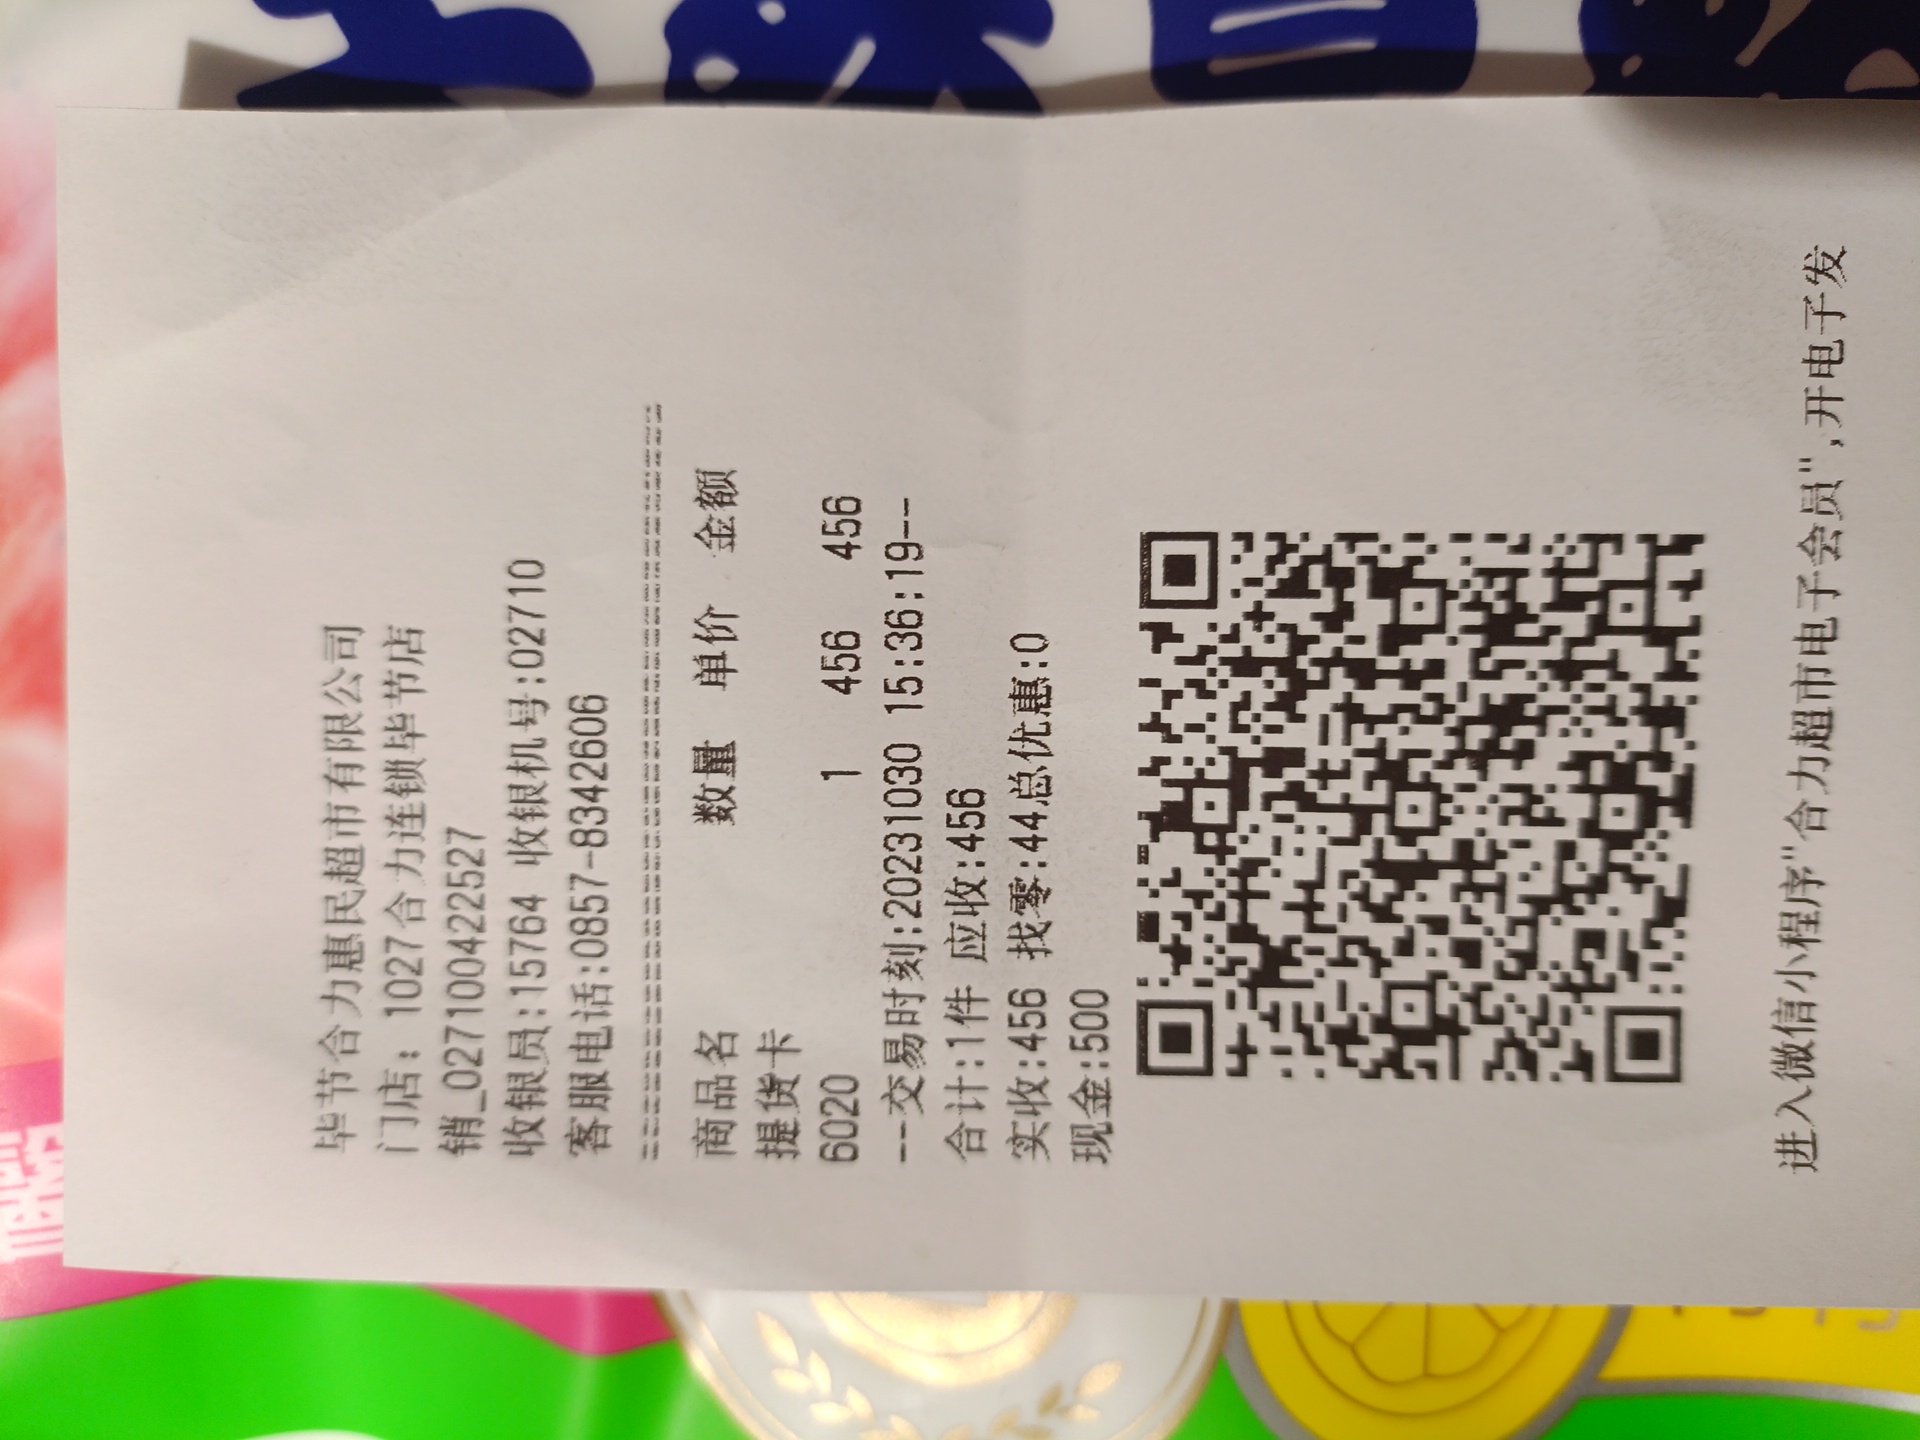 毕节合力惠民超市有限公司
门店: 1027合力连锁毕节店
销_027100422527
收银员:15764 收银机号:02710
客服电话:0857-8342606
商品名 数量 单价 金额
提货卡
6020 1 456 456
--交易时刻:20231030 15:36:19--
合计:1件 应收:456
实收:456 找零:44总优惠:0
现金:500
进入微信小程序"合力超市电子会员",开电子发